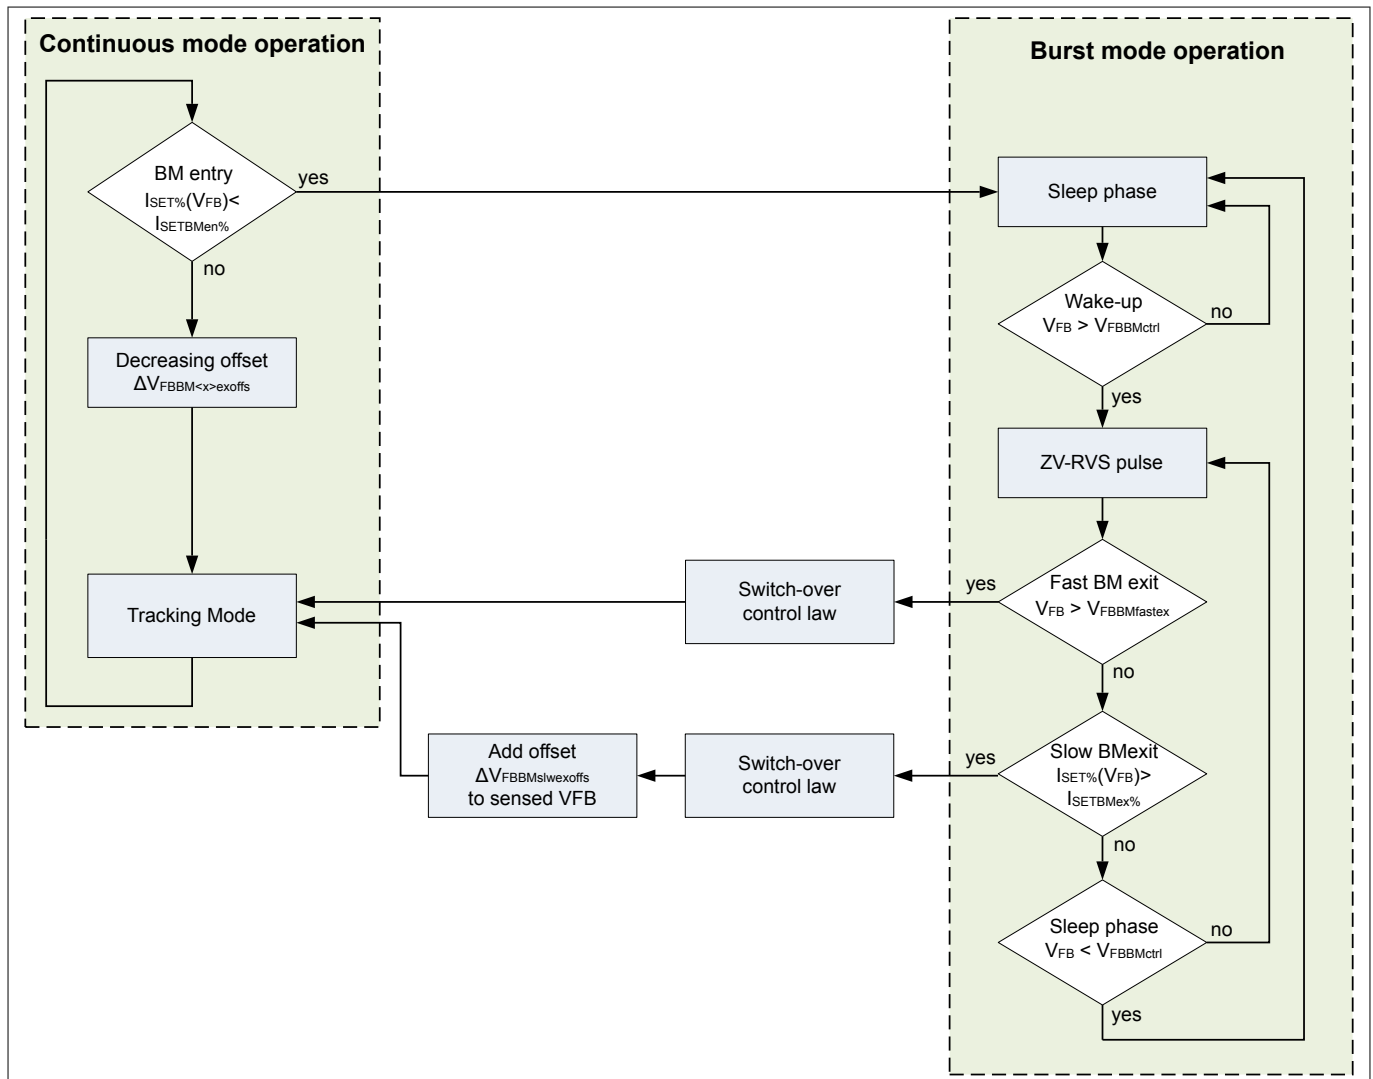 Continuous mode operation
BM entry
ISET%(VFB)<
ISETBMen%
yes
no
Decreasing offset
ΔVFBBM<x>exoffs
Tracking Mode
Switch-over
control law
Add offset
ΔVFBBMslwexoffs
to sensed VFB
Switch-over
control law
Burst mode operation
Sleep phase
Wake-up
VFB > VFBBMctrl
no
yes
ZV-RVS pulse
Fast BM exit
VFB > VFBBMfastex
yes
no
Slow BMexit
ISET%(VFB)>
ISETBMex%
yes
no
Sleep phase
VFB < VFBBMctrl
no
yes